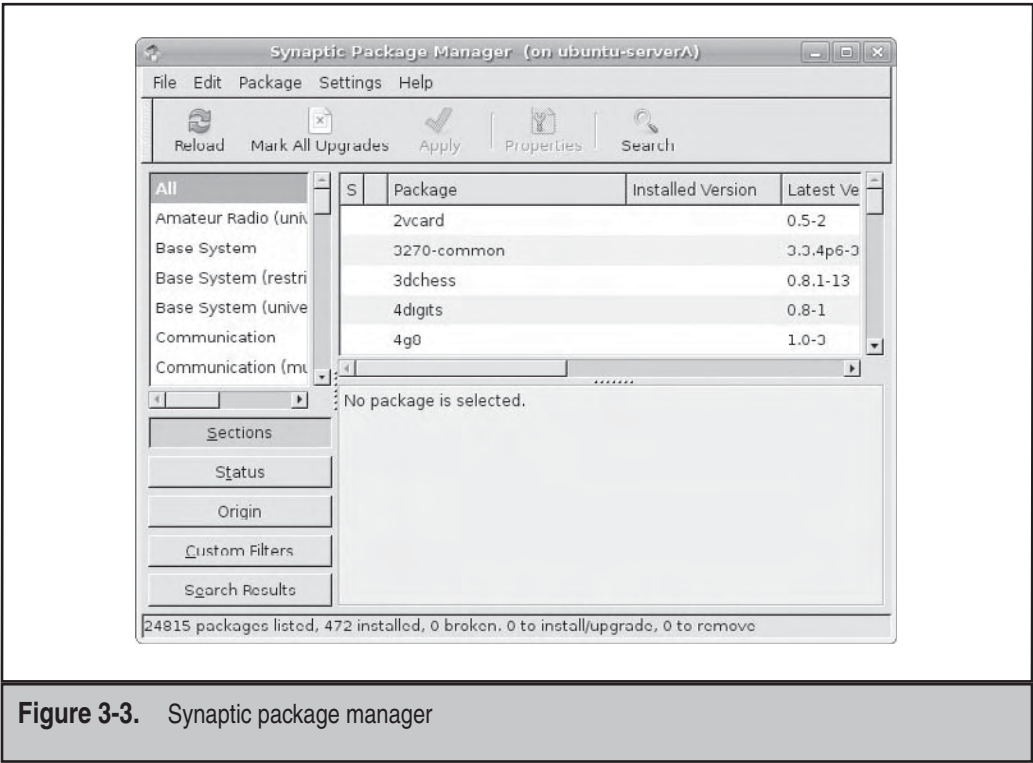 Synaptic Package Manager (on ubuntu-serverA)
File Edit Package Settings Help
Reload Mark All Upgrades Apply Properties Search
All
Amateur Radio (univ
Base System
Base System (restri
Base System (unive
Communication
Communication (mu
S Package Installed Version Latest Ve
2vcard 0.5-2
3270-common 3.3.4p6-3
3dchess 0.8.1-13
4digits 0.8-1
4g8 1.0-3
No package is selected.
Sections
Status
Origin
Custom Filters
Search Results
24815 packages listed, 472 installed, 0 broken. 0 to install/upgrade, 0 to remove
Figure 3-3. Synaptic package manager